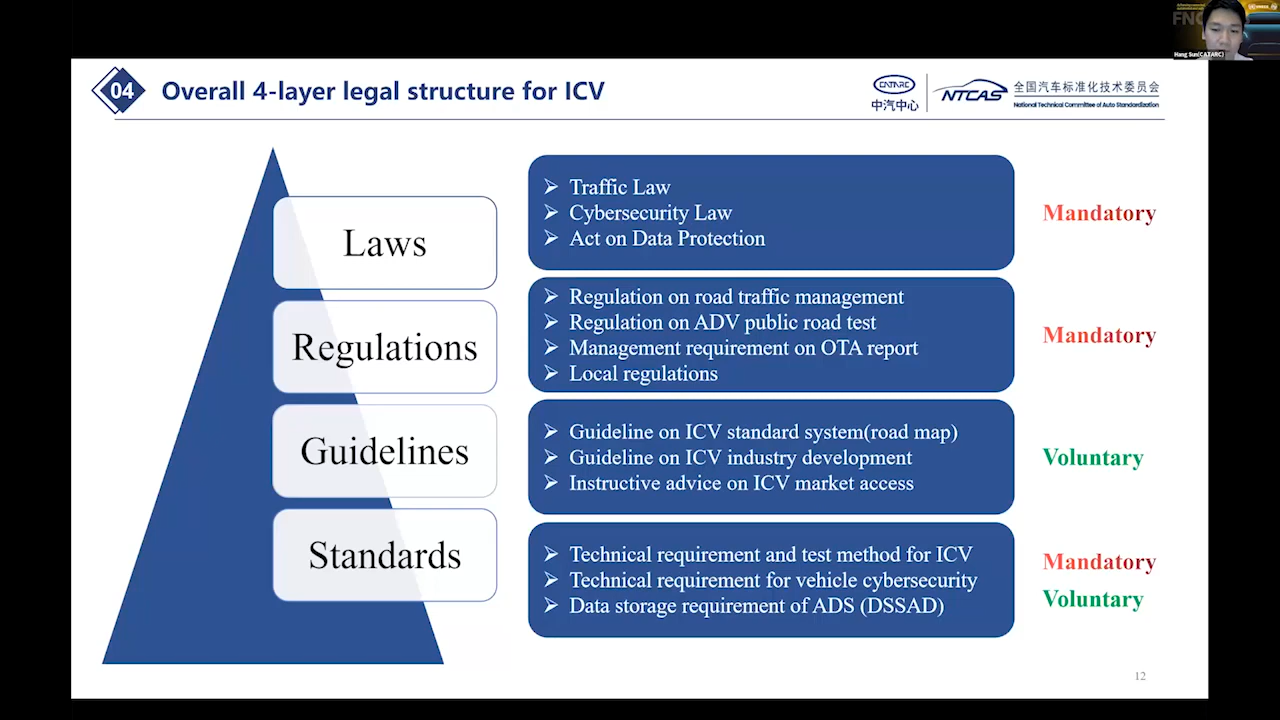 Hang Sun(CATARC)
04
Overall 4-layer legal structure for ICV
CATARC
中汽中心
NTCAS
全国汽车标准化技术委员会
National Technical Committee of Auto Standardization
Laws
Traffic Law
Cybersecurity Law
Act on Data Protection
Mandatory
Regulations
Regulation on road traffic management
Regulation on ADV public road test
Management requirement on OTA report
Local regulations
Mandatory
Guidelines
Guideline on ICV standard system(road map)
Guideline on ICV industry development
Instructive advice on ICV market access
Voluntary
Standards
Technical requirement and test method for ICV
Technical requirement for vehicle cybersecurity
Data storage requirement of ADS (DSSAD)
Mandatory
Voluntary
12